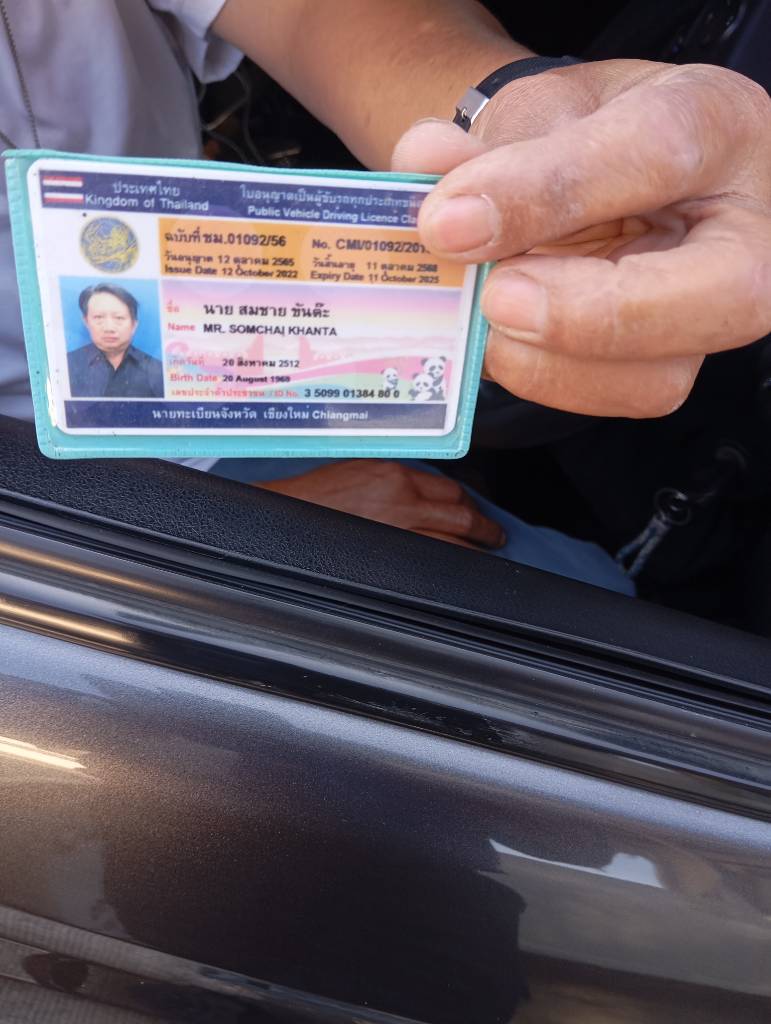 ประเทศไทย
Kingdom of Thailand
ใบอนุญาตเป็นผู้ขับรถทุกประเภท
Public Vehicle Driving Licence
ฉบับที่ ชม.01092/56
No. CMI/01092/201
วันอนุญาต 12 ตุลาคม 2565
วันสิ้นอายุ 11 ตุลาคม 2568
Issue Date 12 October 2022
Expiry Date 11 October 2025
ชื่อ นาย สมชาย ขันต๊ะ
Name MR. SOMCHAI KHANTA
เกิดวันที่ 20 สิงหาคม 2512
Birth Date 20 August 1969
เลขประจำตัวประชาชน / ID No. 3 5099 01384 80 0
นายทะเบียนจังหวัด เชียงใหม่ Chiangmai